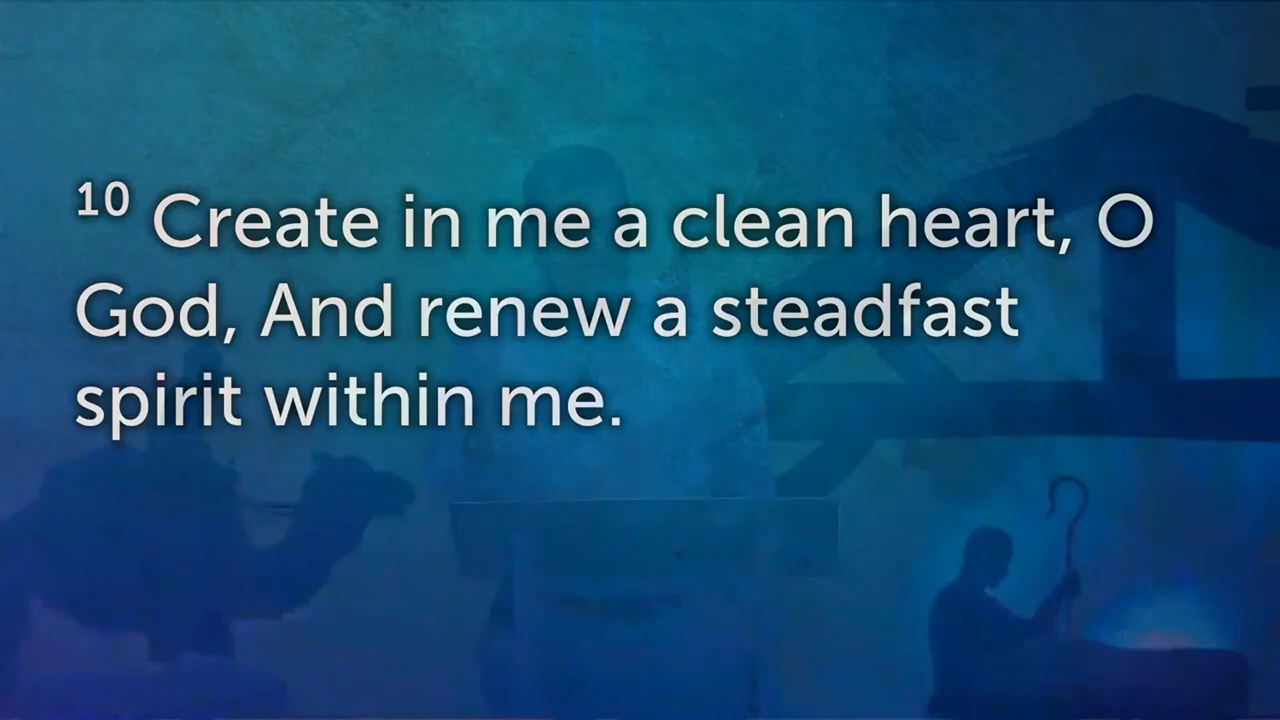 10 Create in me a clean heart, O
God, And renew a steadfast
spirit within me.